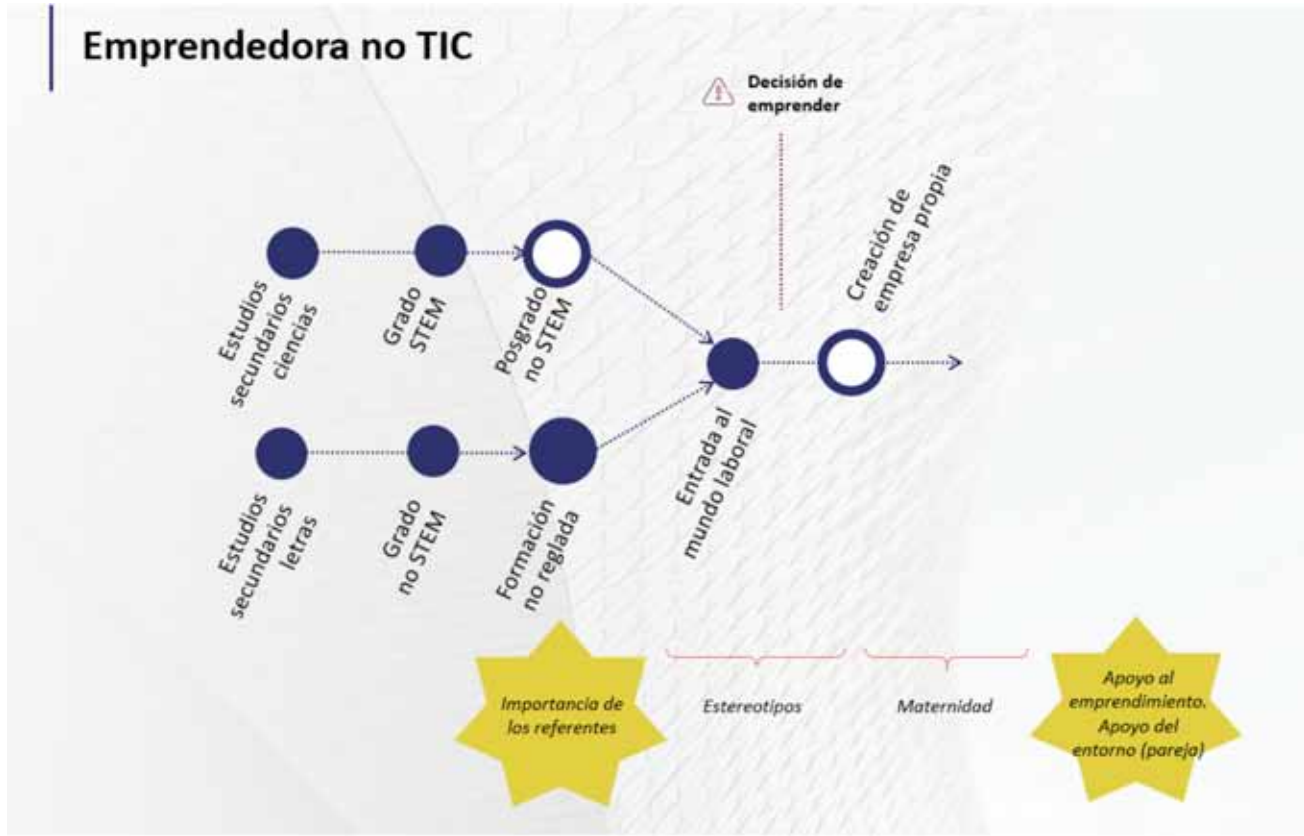 Emprendedora no TIC
Decisión de
emprender
Creación de
empresa propia
Estudios
secundarios
ciencias
Grado
STEM
Posgrado
no STEM
Entrada al
mundo laboral
Estudios
secundarios
letras
Grado
no STEM
Formación
no reglada
Importancia de
los referentes
Estereotipos
Maternidad
Apoyo al
emprendimiento.
Apoyo del
entorno (pareja)